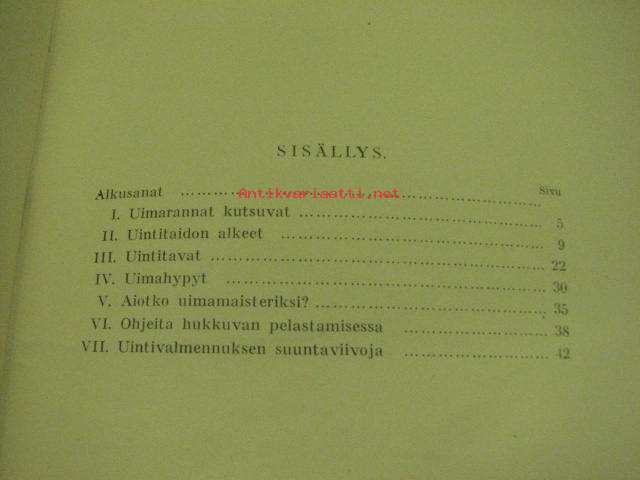 SISÄLLYS.
Sivu
Alkusanat ................................................
Antikvariaatti.net
I. Uimarannat kutsuvat ........................................ 5
II. Uintitaidon alkeet ........................................ 9
III. Uintitavat ................................................ 22
IV. Uimahypyt ................................................ 30
V. Aiotko uimamaisteriksi? ................................ 35
VI. Ohjeita hukkuvan pelastamisessa .................... 38
VII. Uintivalmennuksen suuntaviivoja .................... 42